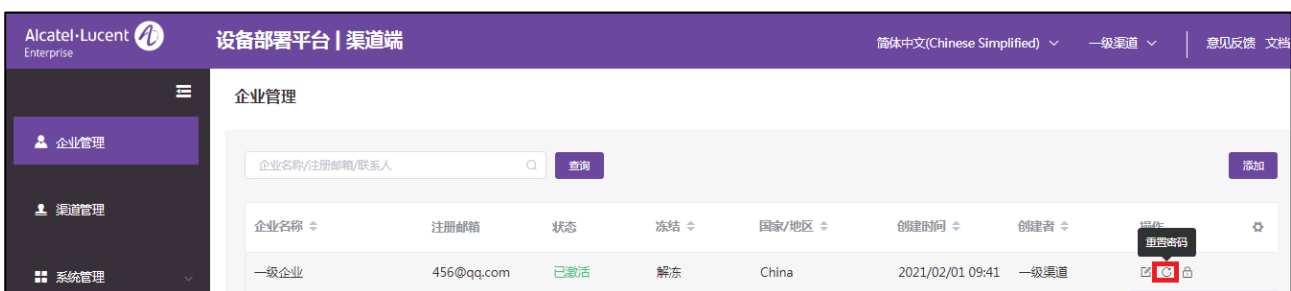 Alcatel·Lucent
Enterprise
设备部署平台 | 渠道端
简体中文(Chinese Simplified)
一级渠道
意见反馈 文档
企业管理
企业管理
渠道管理
系统管理
企业名称/注册邮箱/联系人
查询
添加
企业名称 注册邮箱 状态 冻结 国家/地区 创建时间 创建者 操作
重置密码
一级企业 456@qq.com 已激活 解冻 China 2021/02/01 09:41 一级渠道